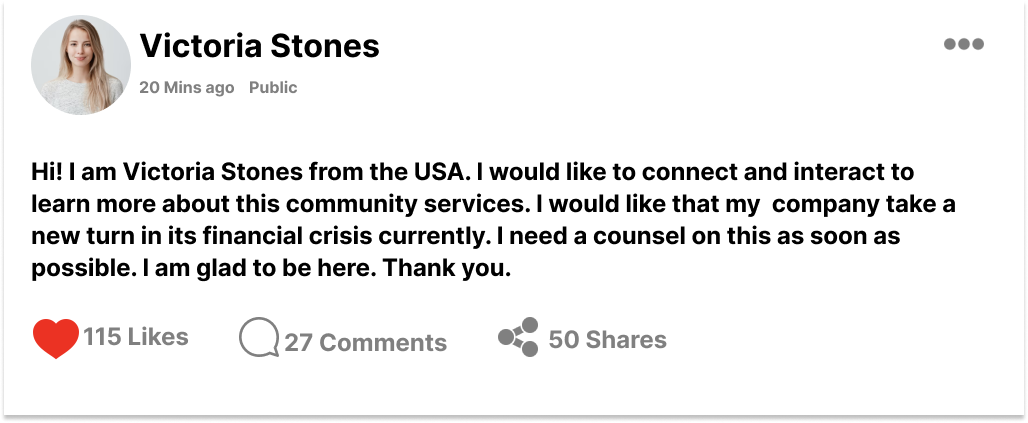 Victoria Stones
20 Mins ago Public
Hi! I am Victoria Stones from the USA. I would like to connect and interact to
learn more about this community services. I would like that my  company take a
new turn in its financial crisis currently. I need a counsel on this as soon as
possible. I am glad to be here. Thank you.
115 Likes 27 Comments 50 Shares